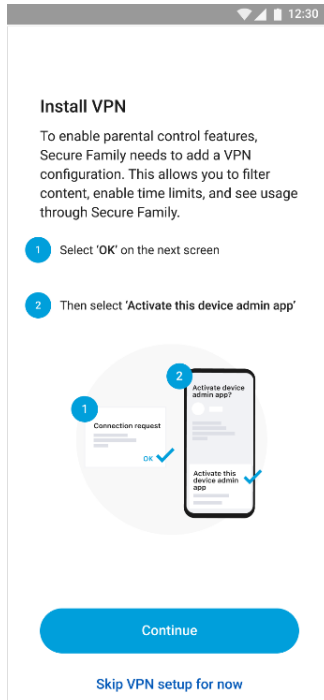 12:30
Install VPN
To enable parental control features,
Secure Family needs to add a VPN
configuration. This allows you to filter
content, enable time limits, and see usage
through Secure Family.
1 Select 'OK' on the next screen
2 Then select 'Activate this device admin app'
2
Activate device
admin app?
1
Connection request
OK
Activate this
device admin
app
Continue
Skip VPN setup for now